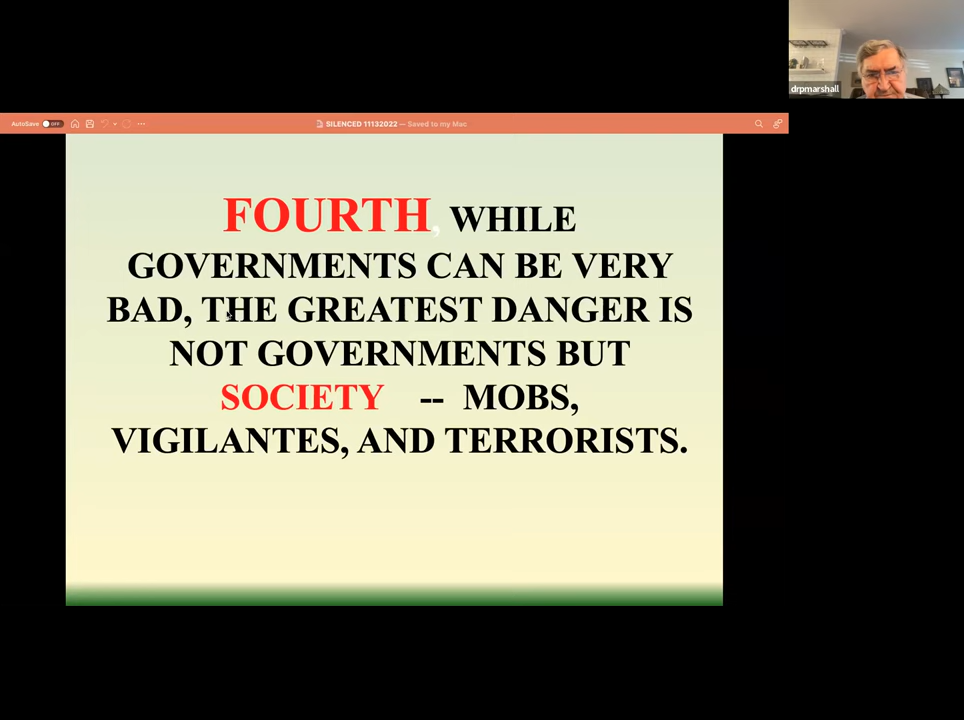 drpmarshall
AutoSave OFF
SILENCED 11132022 — Saved to my Mac
FOURTH, WHILE
GOVERNMENTS CAN BE VERY
BAD, THE GREATEST DANGER IS
NOT GOVERNMENTS BUT
SOCIETY -- MOBS,
VIGILANTES, AND TERRORISTS.